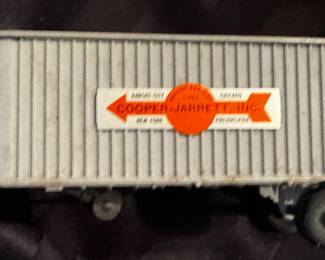 KANSAS CITY CHICAGO
COOPER-JARRETT, INC.
NEW YORK PHILADELPHIA